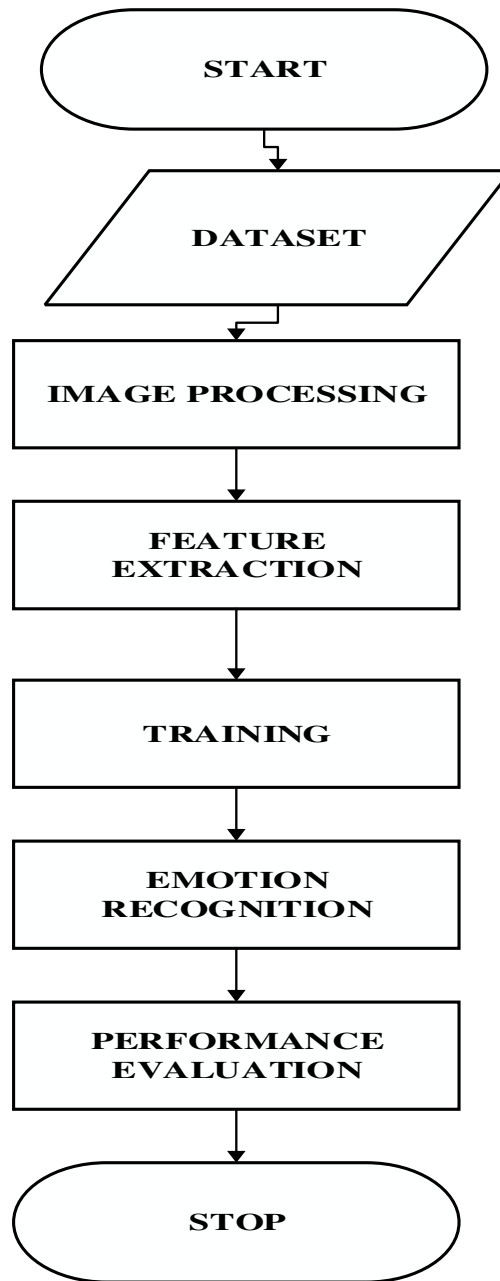 START
DATASET
IMAGE PROCESSING
FEATURE
EXTRACTION
TRAINING
EMOTION
RECOGNITION
PERFORMANCE
EVALUATION
STOP